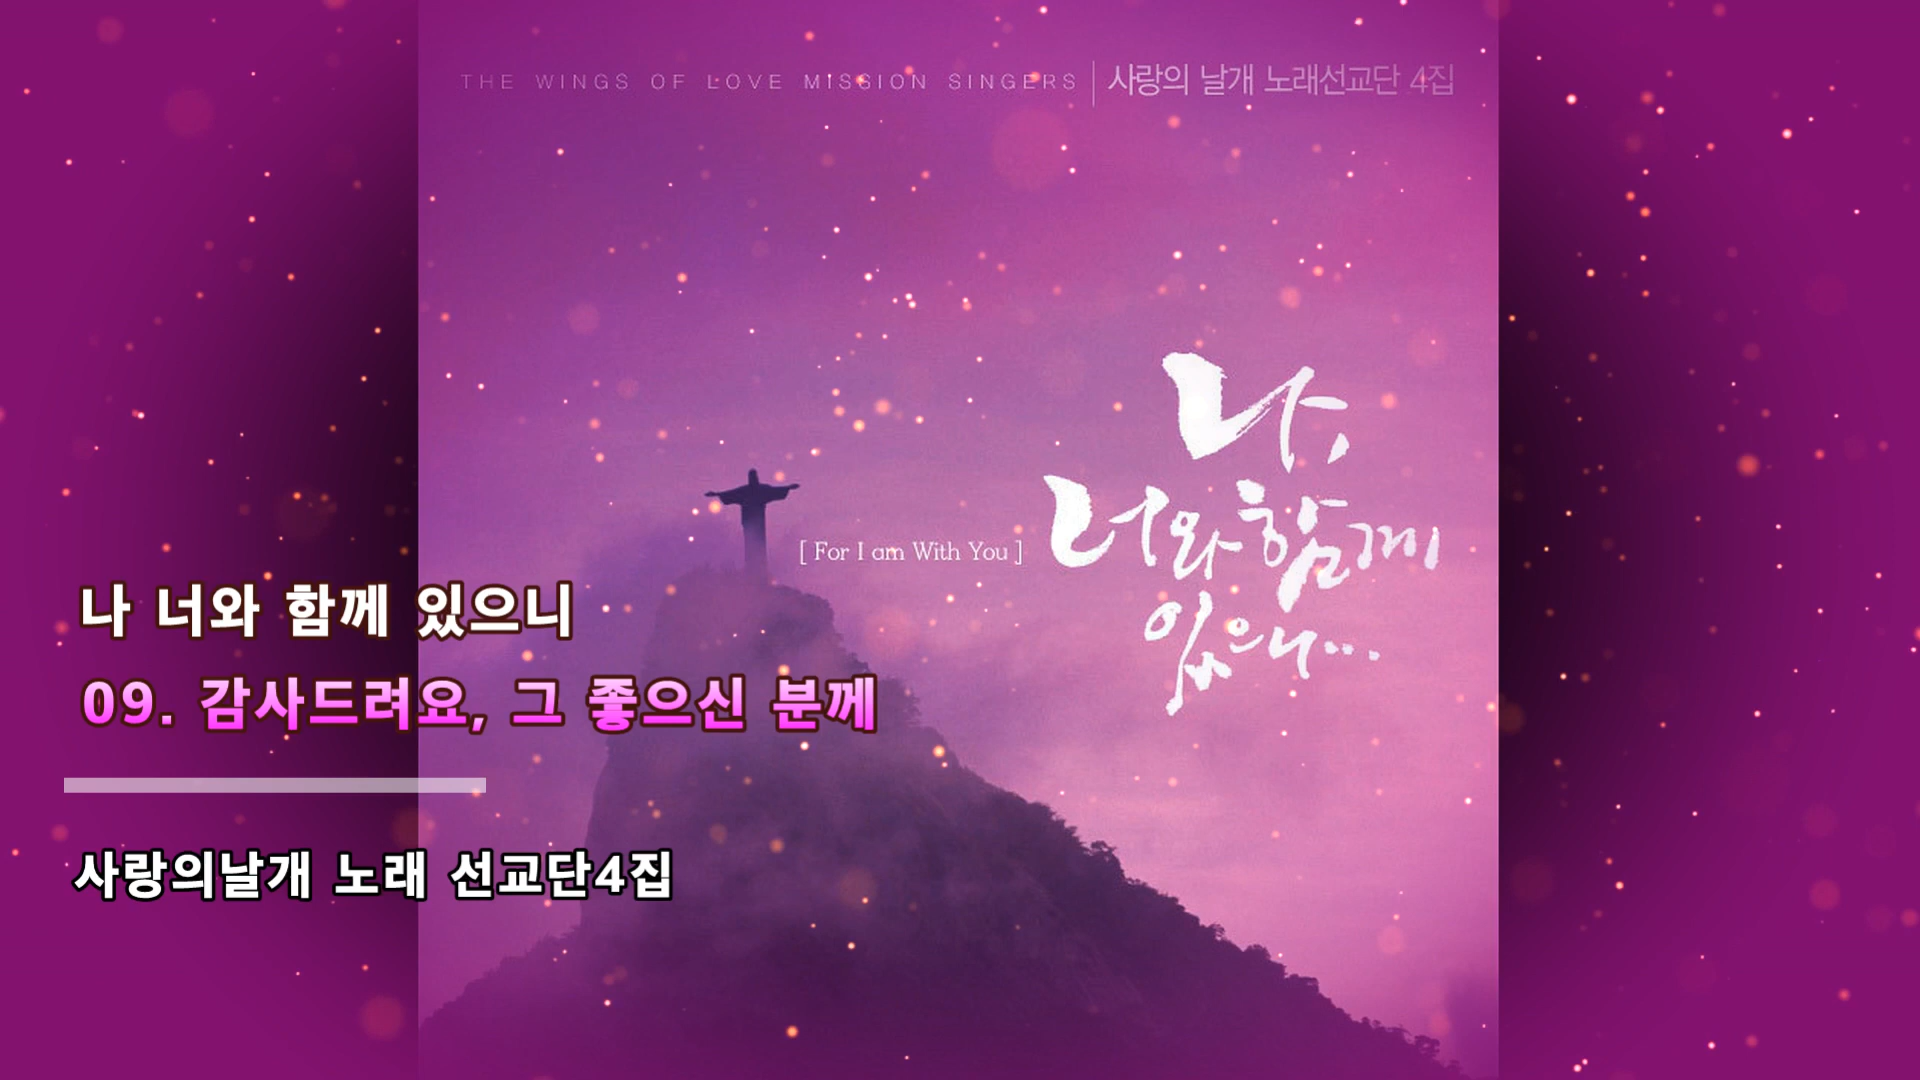 THE WINGS OF LOVE MISSION SINGERS | 사랑의 날개 노래선교단 4집
나,
너와 함께
[ For I am With You ]
있으니...
나 너와 함께 있으니
09. 감사드려요, 그 좋으신 분께
사랑의날개 노래 선교단4집